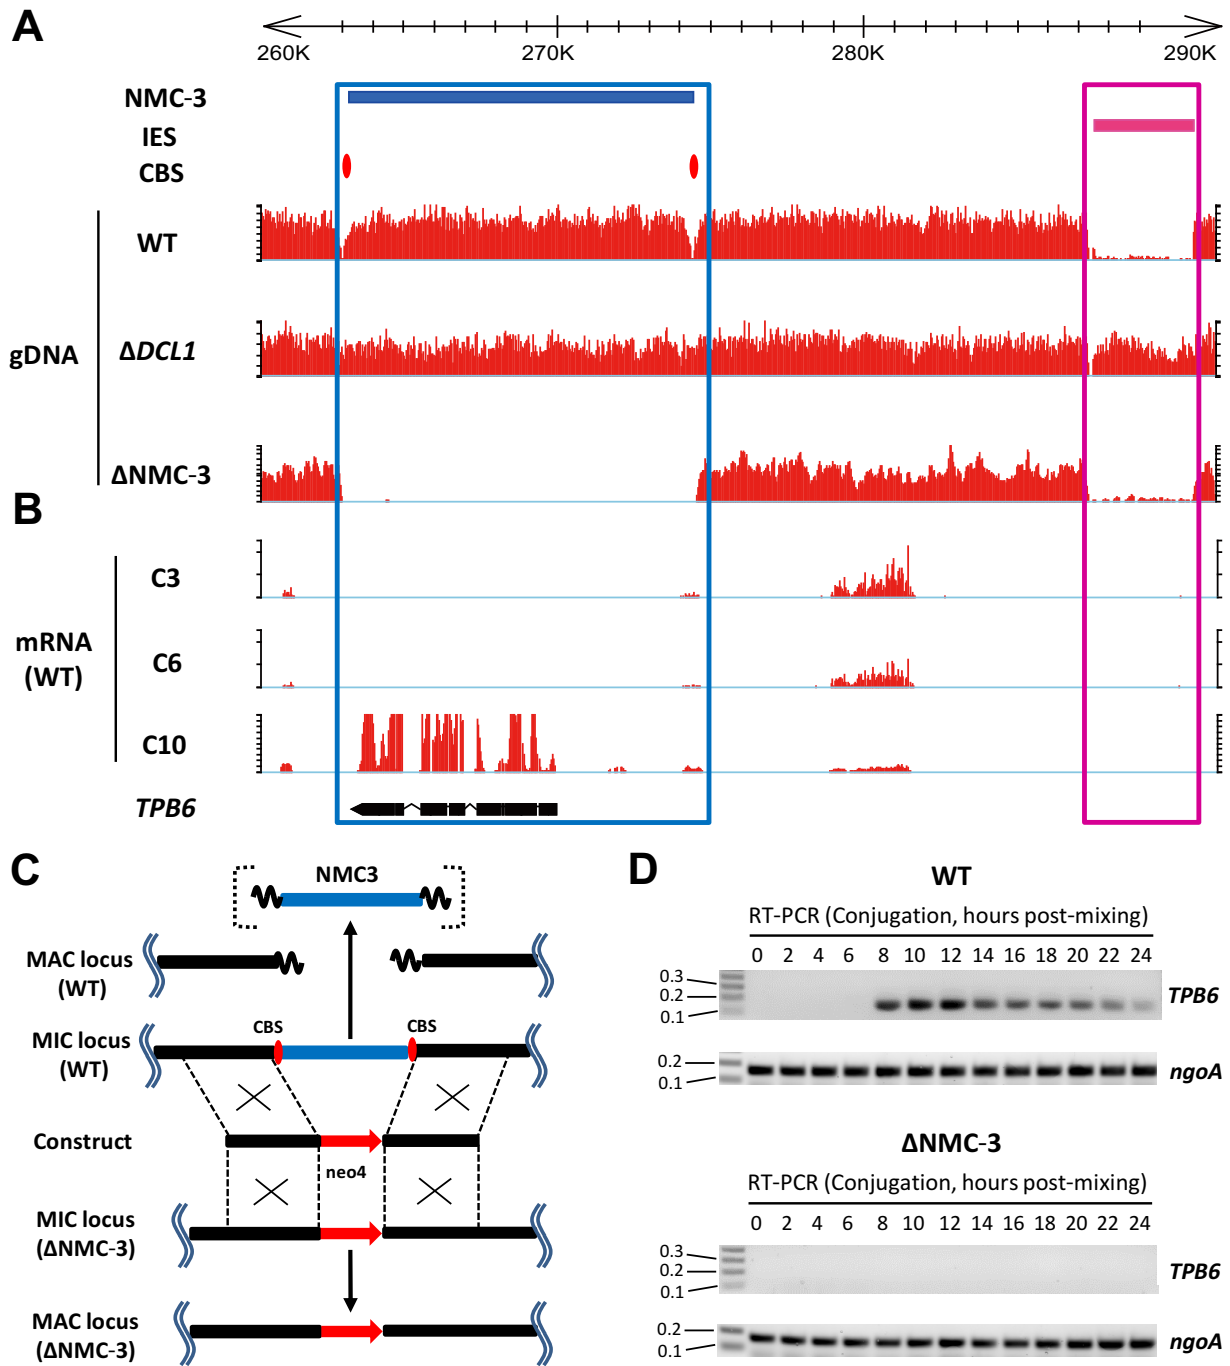 A
260K 270K 280K 290K
NMC-3
IES
CBS
WT
gDNA
ΔDCL1
ΔNMC-3
B
C3
mRNA
(WT)
C6
C10
TPB6
C
NMC3
MAC locus
(WT)
CBS CBS
MIC locus
(WT)
Construct
neo4
MIC locus
(ΔNMC-3)
MAC locus
(ΔNMC-3)
D
WT
RT-PCR (Conjugation, hours post-mixing)
0 2 4 6 8 10 12 14 16 18 20 22 24
0.3
0.2
0.1
TPB6
0.2
0.1
ngoA
ΔNMC-3
RT-PCR (Conjugation, hours post-mixing)
0 2 4 6 8 10 12 14 16 18 20 22 24
0.3
0.2
0.1
TPB6
0.2
0.1
ngoA